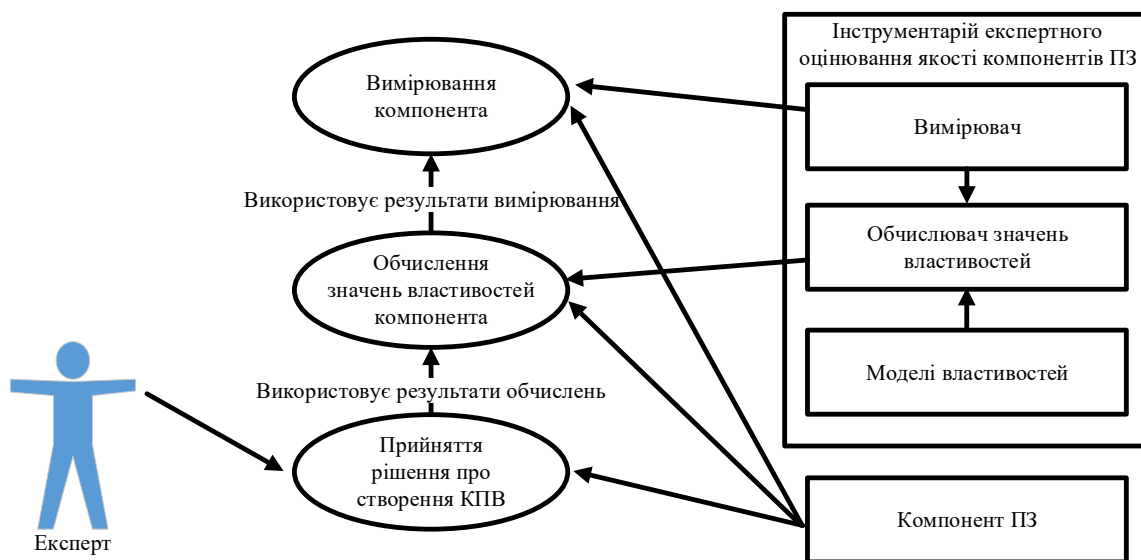 Інструментарій експертного
оцінювання якості компонентів ПЗ
Вимірювання
компонента
Вимірювач
Використовує результати вимірювання
Обчислювач значень
властивостей
Обчислення
значень властивостей
компонента
Моделі властивостей
Використовує результати обчислень
Прийняття
рішення про
створення КПВ
Компонент ПЗ
Експерт